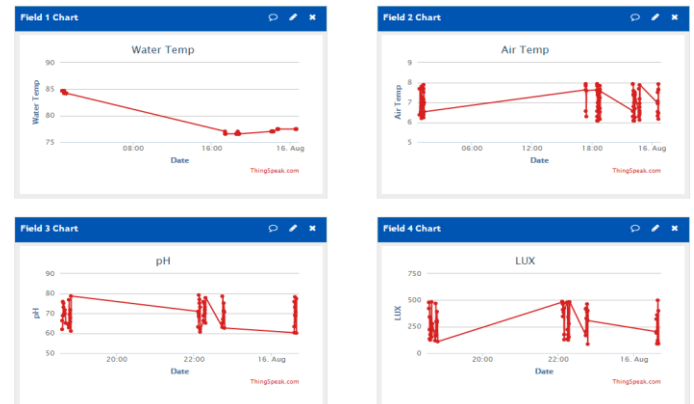 Field 1 Chart
Water Temp
90
85
80
75
Water Temp
08:00 16:00 16. Aug
Date
ThingSpeak.com
Field 2 Chart
Air Temp
9
8
7
6
5
Air Temp
06:00 12:00 18:00 16. Aug
Date
ThingSpeak.com
Field 3 Chart
pH
90
80
70
60
50
pH
20:00 22:00 16. Aug
Date
ThingSpeak.com
Field 4 Chart
LUX
750
500
250
0
LUX
20:00 22:00 16. Aug
Date
ThingSpeak.com